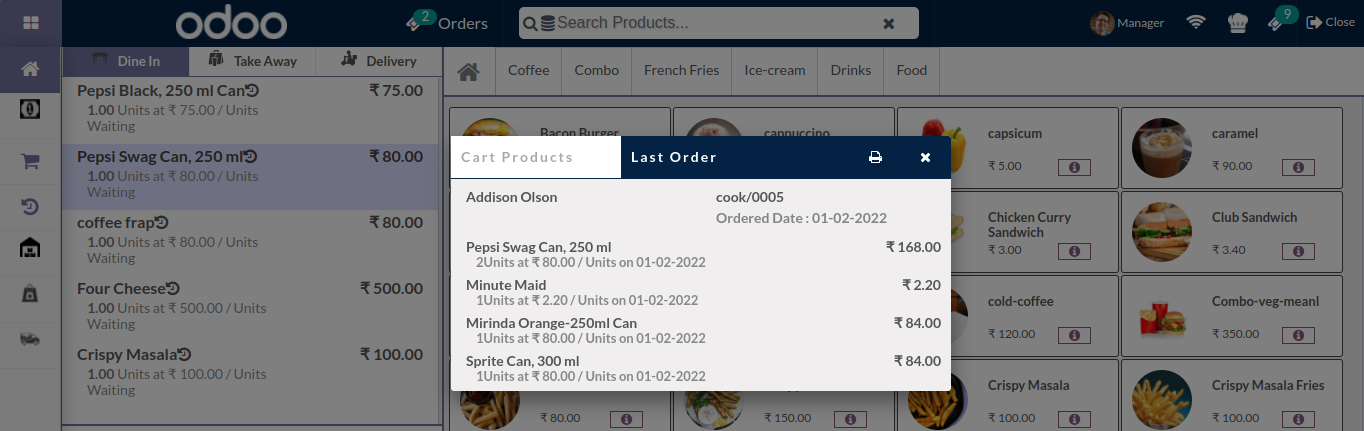 odoo
2
Orders
Search Products...
Manager
9
Close
Dine In
Take Away
Delivery
Pepsi Black, 250 ml Can
₹ 75.00
1.00 Units at ₹ 75.00 / Units
Waiting
Pepsi Swag Can, 250 ml
₹ 80.00
1.00 Units at ₹ 80.00 / Units
Waiting
coffee frap
₹ 80.00
1.00 Units at ₹ 80.00 / Units
Waiting
Four Cheese
₹ 500.00
1.00 Units at ₹ 500.00 / Units
Waiting
Crispy Masala
₹ 100.00
1.00 Units at ₹ 100.00 / Units
Waiting
Coffee
Combo
French Fries
Ice-cream
Drinks
Food
Bacon Burger
cappuccino
capsicum
₹ 5.00
caramel
₹ 90.00
Cart Products
Last Order
Addison Olson
cook/0005
Ordered Date : 01-02-2022
Pepsi Swag Can, 250 ml
₹ 168.00
2Units at ₹ 80.00 / Units on 01-02-2022
Minute Maid
₹ 2.20
1Units at ₹ 2.20 / Units on 01-02-2022
Mirinda Orange-250ml Can
₹ 84.00
1Units at ₹ 80.00 / Units on 01-02-2022
Sprite Can, 300 ml
₹ 84.00
1Units at ₹ 80.00 / Units on 01-02-2022
Chicken Curry
Sandwich
₹ 3.00
Club Sandwich
₹ 3.40
cold-coffee
₹ 120.00
Combo-veg-meanl
₹ 350.00
₹ 80.00
₹ 150.00
Crispy Masala
₹ 100.00
Crispy Masala Fries
₹ 100.00